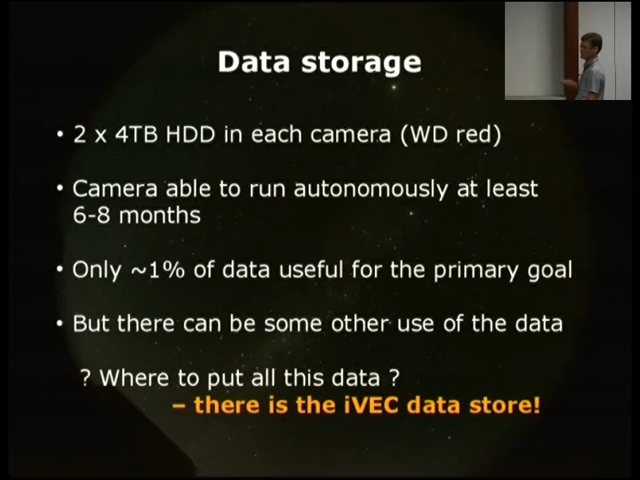 Data storage
• 2 x 4TB HDD in each camera (WD red)
• Camera able to run autonomously at least
6-8 months
• Only ~1% of data useful for the primary goal
• But there can be some other use of the data
? Where to put all this data ?
– there is the iVEC data store!